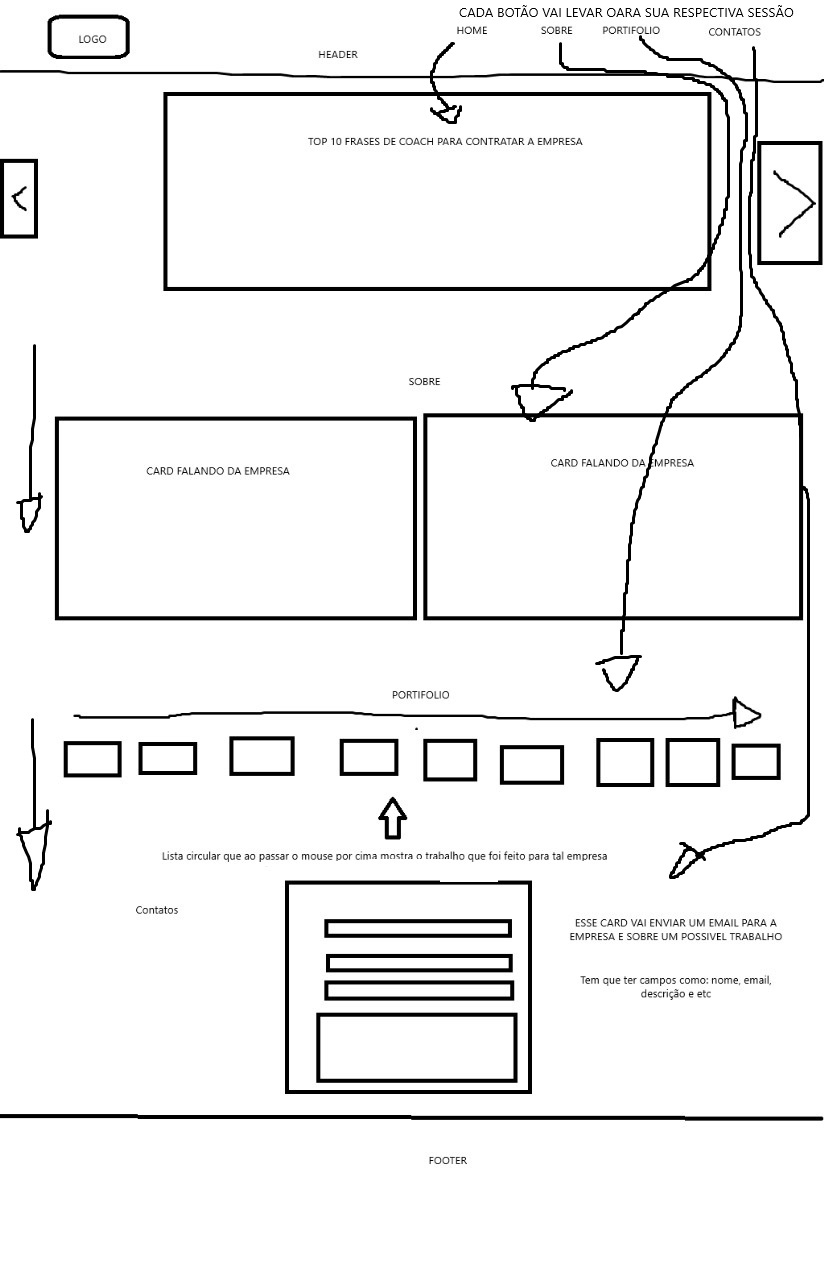 CADA BOTÃO VAI LEVAR OARA SUA RESPECTIVA SESSÃO
LOGO
HOME
SOBRE
PORTIFOLIO
CONTATOS
HEADER
TOP 10 FRASES DE COACH PARA CONTRATAR A EMPRESA
SOBRE
CARD FALANDO DA EMPRESA
CARD FALANDO DA EMPRESA
PORTIFOLIO
Lista circular que ao passar o mouse por cima mostra o trabalho que foi feito para tal empresa
Contatos
ESSE CARD VAI ENVIAR UM EMAIL PARA A
EMPRESA E SOBRE UM POSSIVEL TRABALHO
Tem que ter campos como: nome, email,
descrição e etc
FOOTER